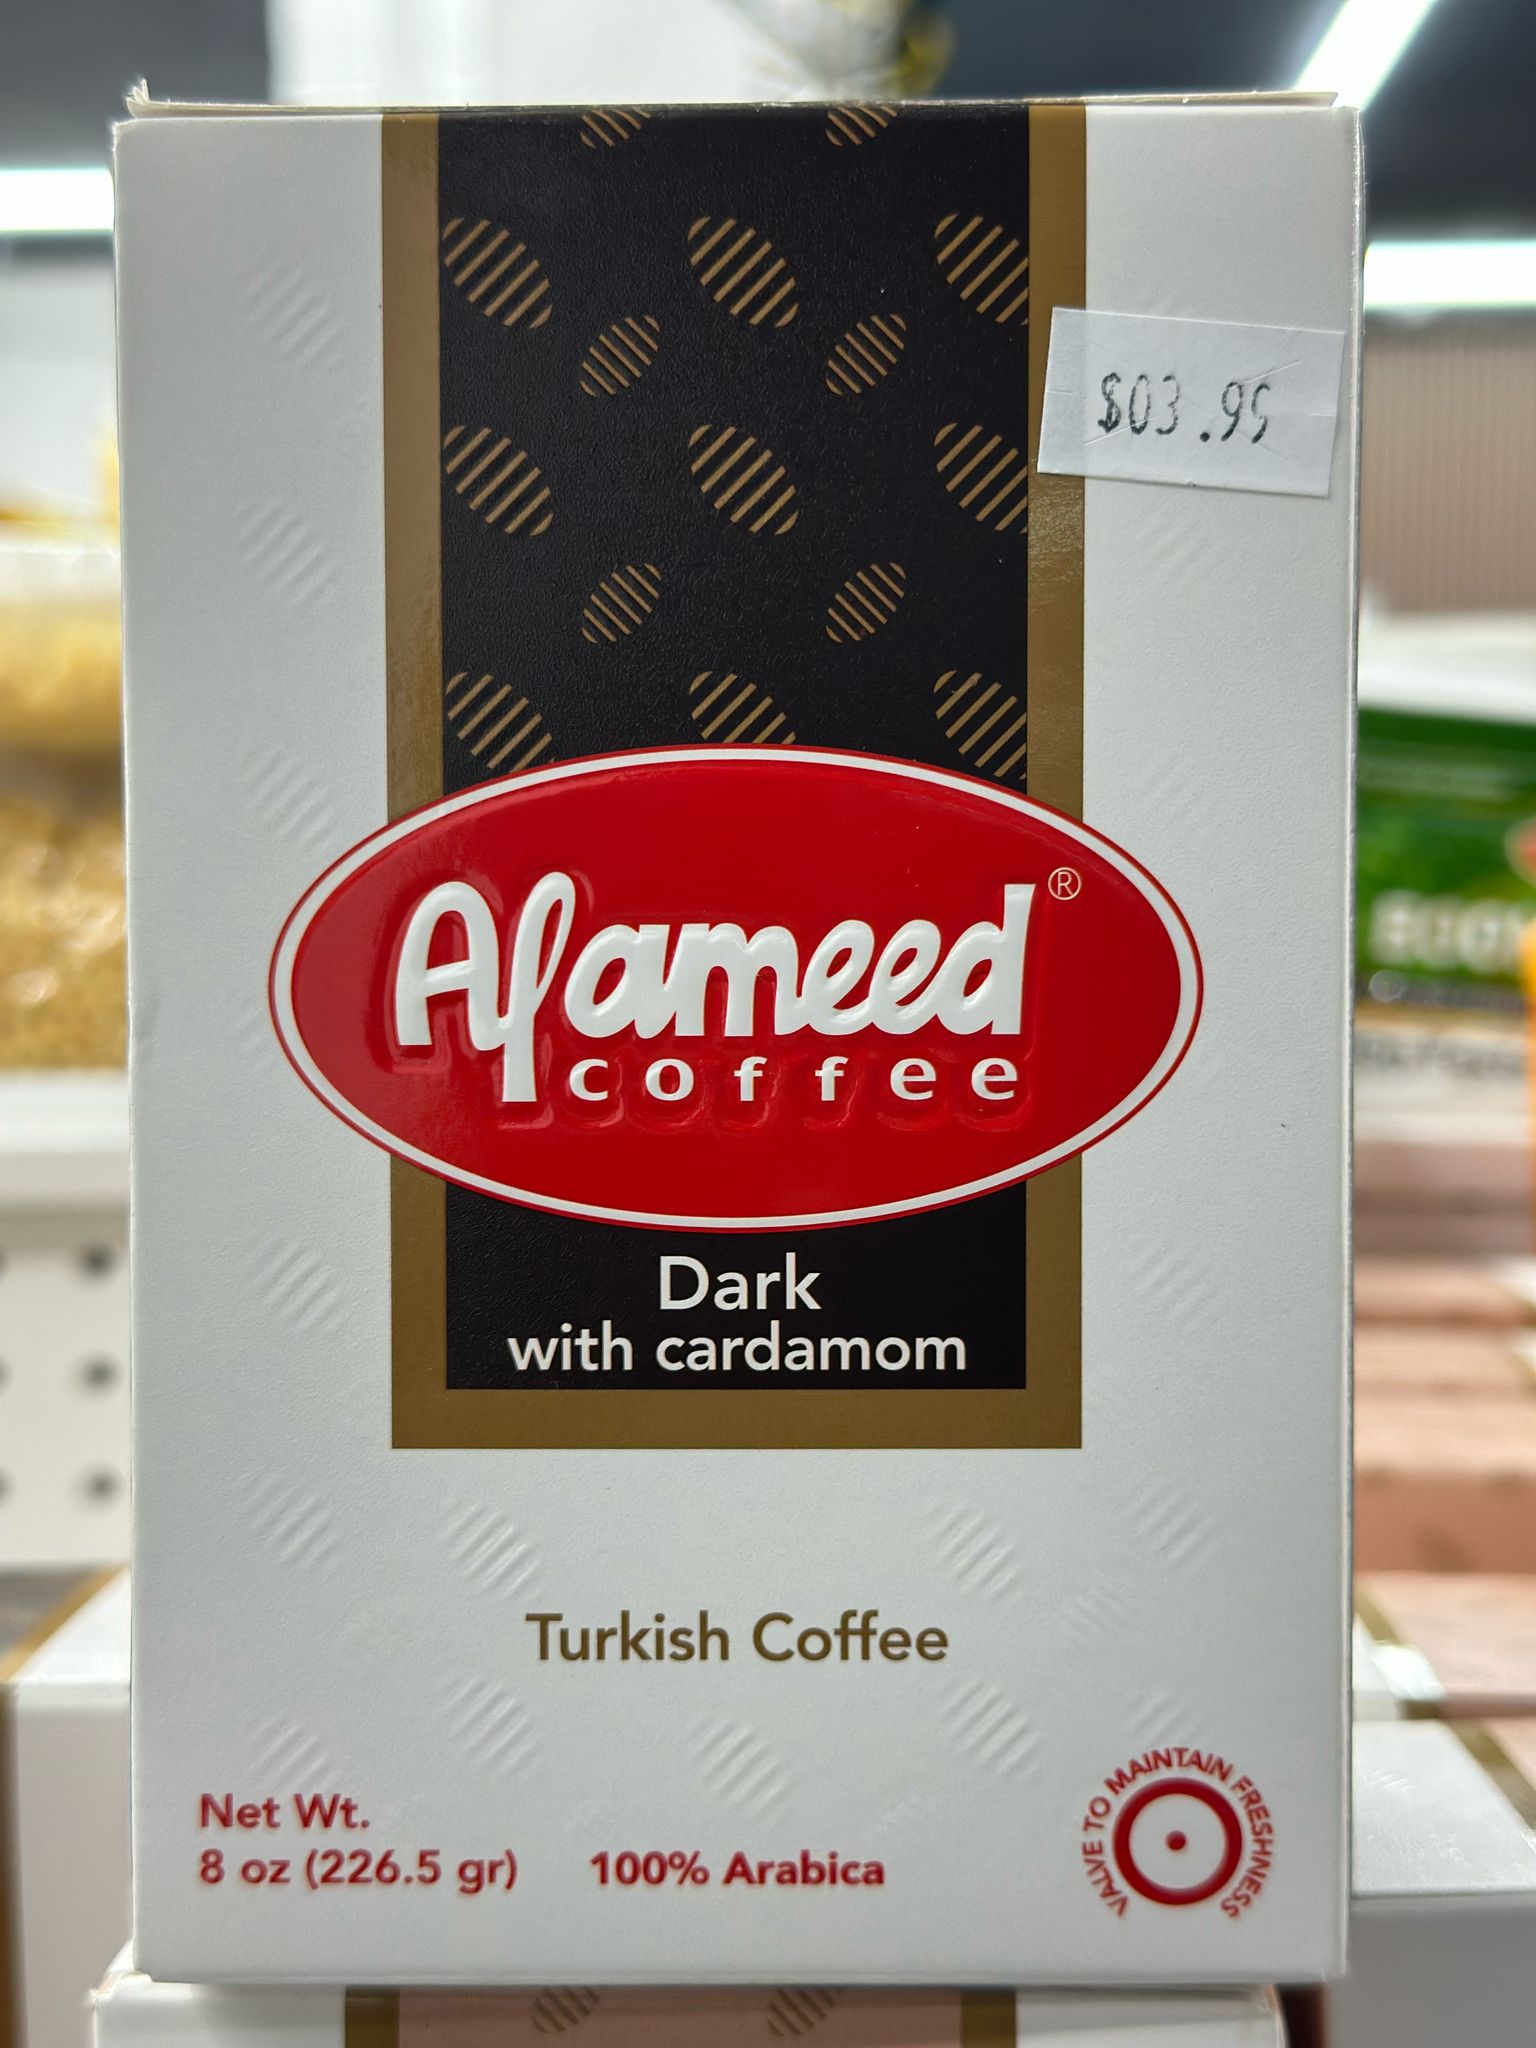 $03.95
Alameed®
coffee
Dark
with cardamom
Turkish Coffee
Net Wt.
8 oz (226.5 gr)
100% Arabica
VALVE TO MAINTAIN FRESHNESS